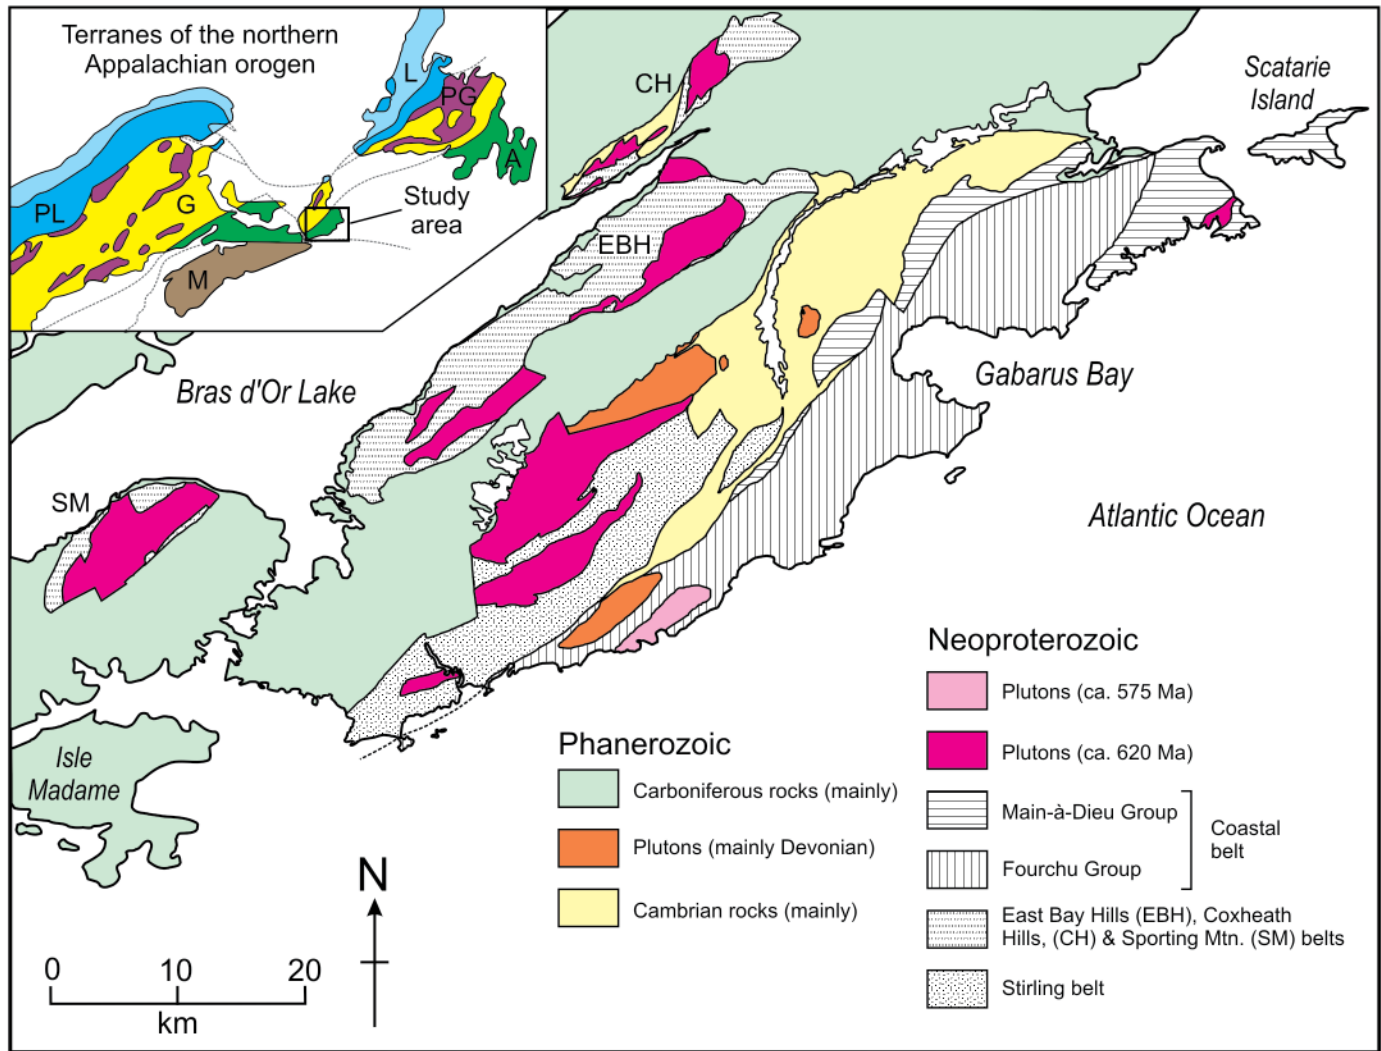 Terranes of the northern
Appalachian orogen
L
PG
A
PL
G
M
Study
area
CH
Scatarie
Island
EBH
Bras d'Or Lake
Gabarus Bay
SM
Atlantic Ocean
Isle
Madame
N
0 10 20
km
Phanerozoic
Carboniferous rocks (mainly)
Plutons (mainly Devonian)
Cambrian rocks (mainly)
Neoproterozoic
Plutons (ca. 575 Ma)
Plutons (ca. 620 Ma)
Main-à-Dieu Group
Fourchu Group
Coastal
belt
East Bay Hills (EBH), Coxheath
Hills, (CH) & Sporting Mtn. (SM) belts
Stirling belt